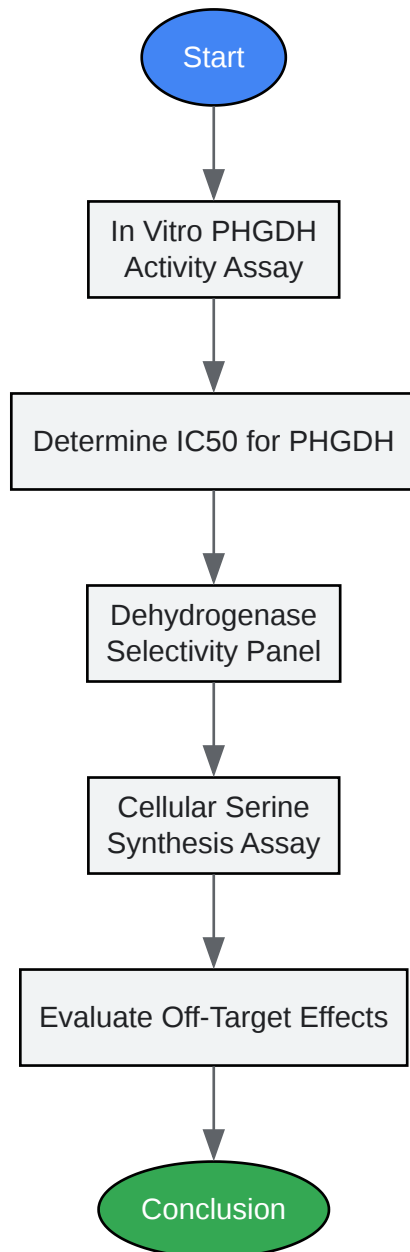 Start
In Vitro PHGDH
Activity Assay
Determine IC50 for PHGDH
Dehydrogenase
Selectivity Panel
Cellular Serine
Synthesis Assay
Evaluate Off-Target Effects
Conclusion